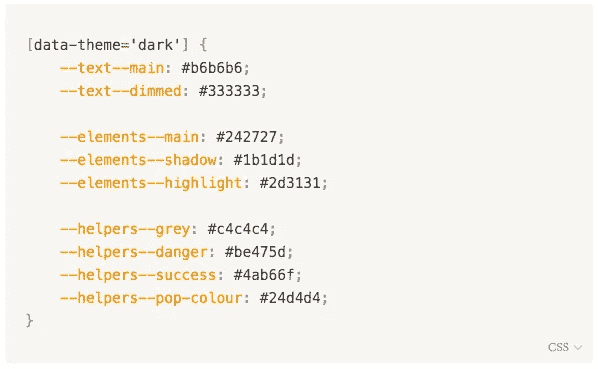 [data-theme='dark'] {
--text--main: #b6b6b6;
--text--dimmed: #333333;
--elements--main: #242727;
--elements--shadow: #1b1d1d;
--elements--highlight: #2d3131;
--helpers--grey: #c4c4c4;
--helpers--danger: #be475d;
--helpers--success: #4ab66f;
--helpers--pop-colour: #24d4d4;
}
CSS